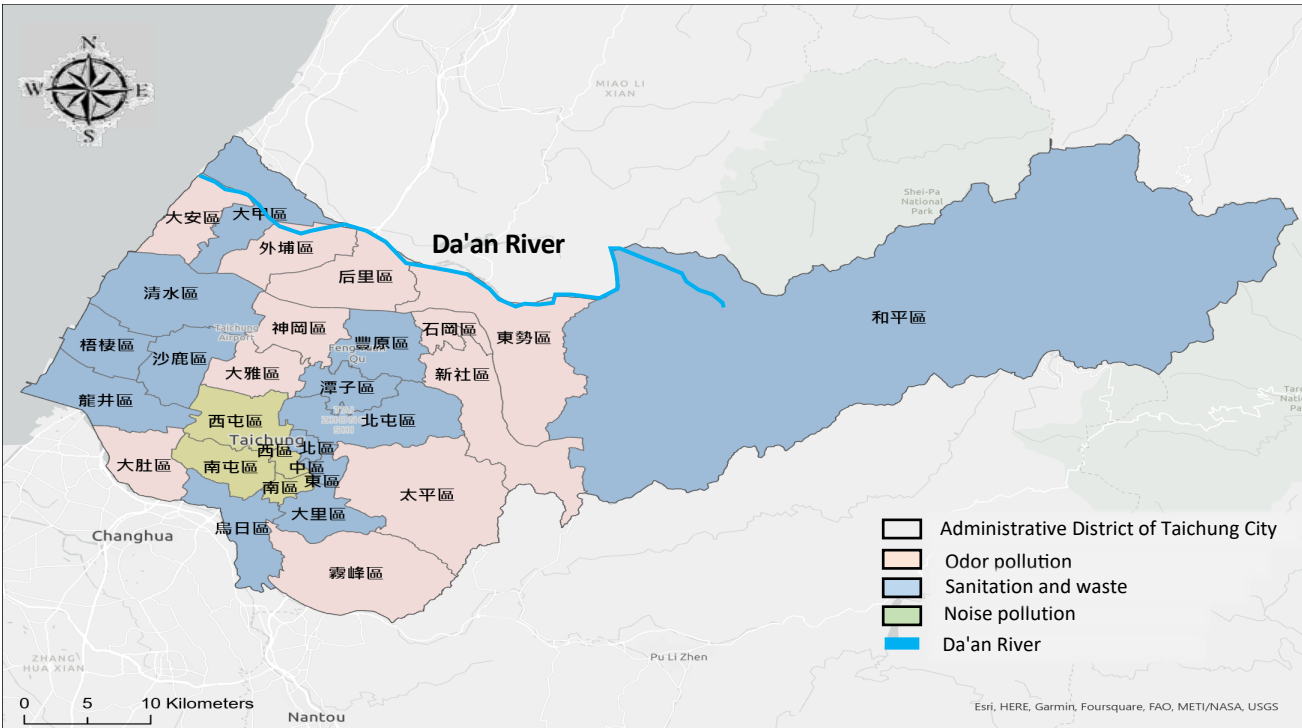 N
W
E
S
MIAO LI
XIAN
Shei-Pa
National
Park
大安區
大甲區
外埔區
Da'an River
后里區
清水區
和平區
Taichung
Airport
神岡區
石岡區
東勢區
豐原區
梧棲區
沙鹿區
大雅區
新社區
潭子區
龍井區
西屯區
北屯區
Taichung
西區
北區
大肚區
南屯區
中區
東區
南區
太平區
大里區
烏日區
Changhua
霧峰區
Administrative District of Taichung City
Odor pollution
Sanitation and waste
Noise pollution
Da'an River
ZHANG
HUA XIAN
Pu Li Zhen
0 5 10 Kilometers
Nantou
Esri, HERE, Garmin, Foursquare, FAO, METI/NASA, USGS